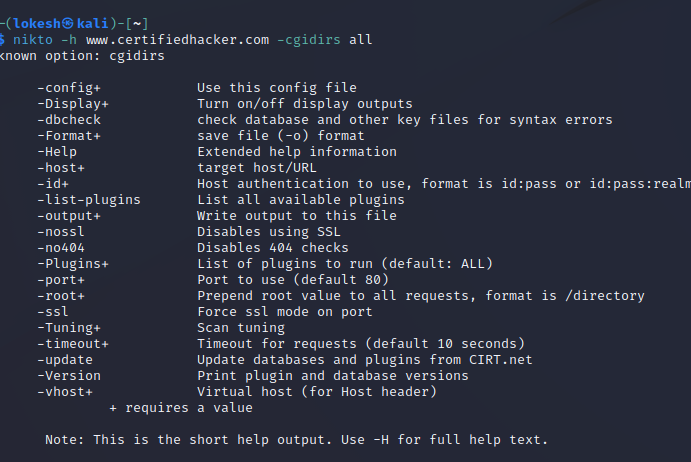 -(lokesh㉿kali)-[~]
$ nikto -h www.certifiedhacker.com -cgidirs all
known option: cgidirs
-config+ Use this config file
-Display+ Turn on/off display outputs
-dbcheck check database and other key files for syntax errors
-Format+ save file (-o) format
-Help Extended help information
-host+ target host/URL
-id+ Host authentication to use, format is id:pass or id:pass:realm
-list-plugins List all available plugins
-output+ Write output to this file
-nossl Disables using SSL
-no404 Disables 404 checks
-Plugins+ List of plugins to run (default: ALL)
-port+ Port to use (default 80)
-root+ Prepend root value to all requests, format is /directory
-ssl Force ssl mode on port
-Tuning+ Scan tuning
-timeout+ Timeout for requests (default 10 seconds)
-update Update databases and plugins from CIRT.net
-Version Print plugin and database versions
-vhost+ Virtual host (for Host header)
+ requires a value
Note: This is the short help output. Use -H for full help text.